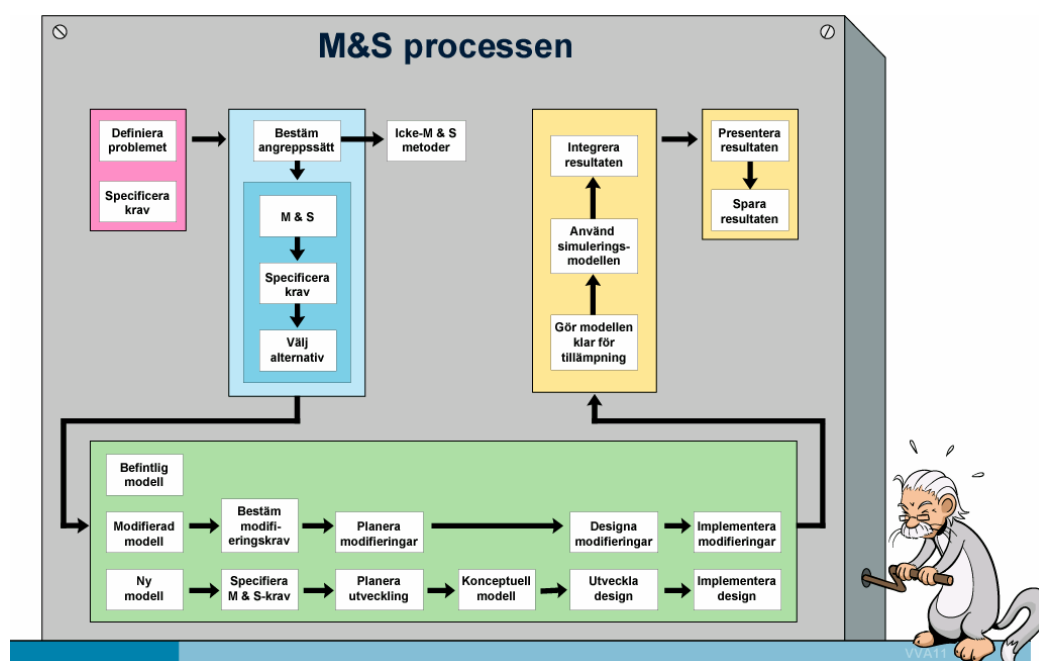 M&S processen
Definiera
problemet
Specificera
krav
Bestäm
angreppssätt
Icke-M & S
metoder
M & S
Specificera
krav
Välj
alternativ
Integrera
resultaten
Använd
simulerings-
modellen
Gör modellen
klar för
tillämpning
Presentera
resultaten
Spara
resultaten
Befintlig
modell
Modifierad
modell
Bestäm
modifi-
eringskrav
Planera
modifieringar
Designa
modifieringar
Implementera
modifieringar
Ny
modell
Specifiera
M & S-krav
Planera
utveckling
Konceptuell
modell
Utveckla
design
Implementera
design
VVA11